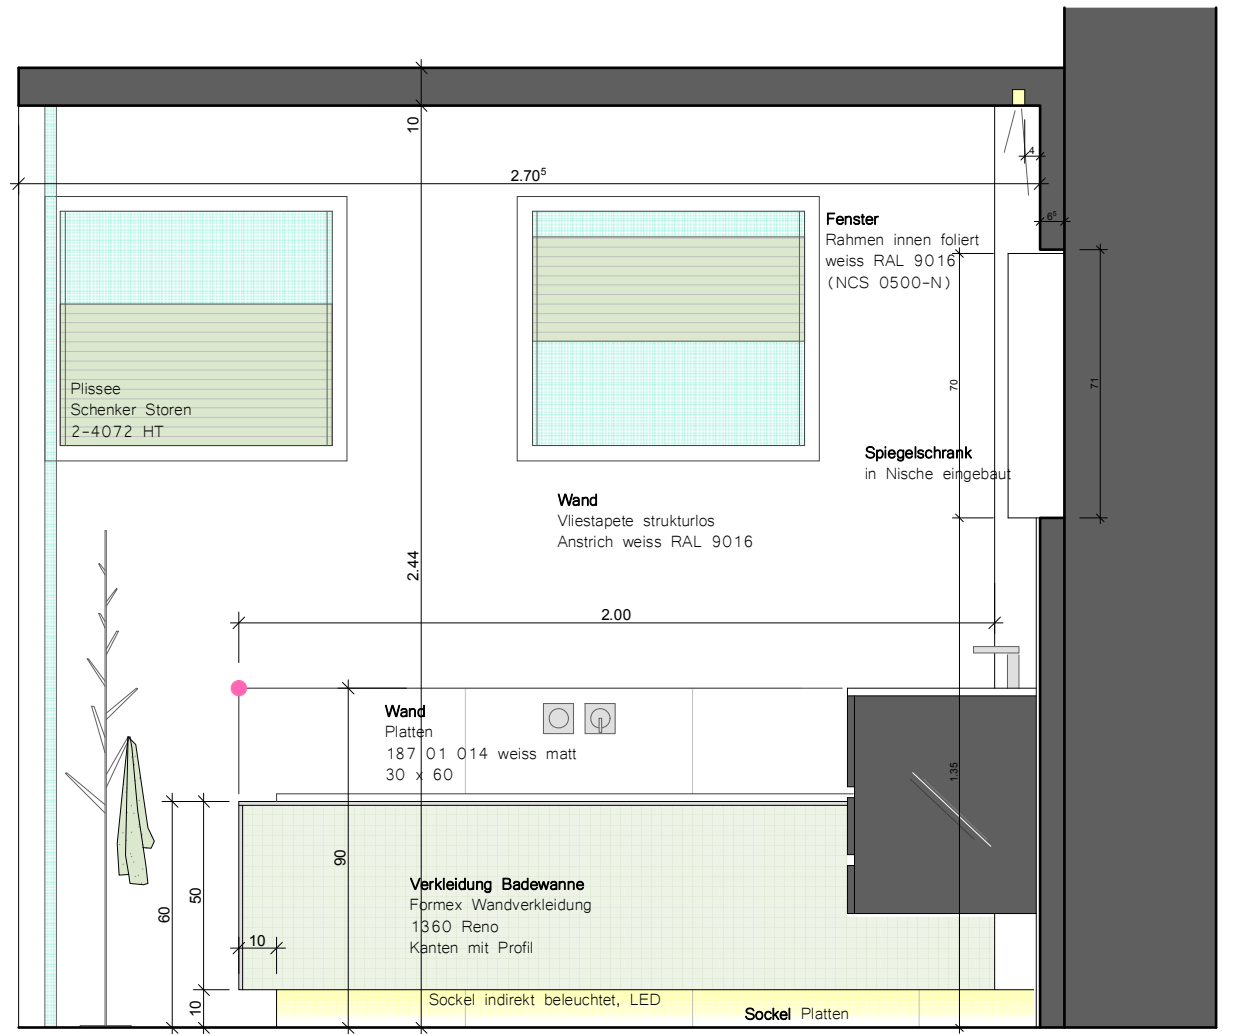 10
2.70⁵
4
6⁵
Fenster
Rahmen innen foliert
weiss RAL 9016
(NCS 0500-N)
Plissee
Schenker Storen
2-4072 HT
70
71
Spiegelschrank
in Nische eingebaut
Wand
Vliestapete strukturlos
Anstrich weiss RAL 9016
2.44
2.00
Wand
Platten
187 01 014 weiss matt
30 x 60
1.35
90
Verkleidung Badewanne
Formex Wandverkleidung
1360 Reno
Kanten mit Profil
50
60
10
10
Sockel indirekt beleuchtet, LED
Sockel Platten